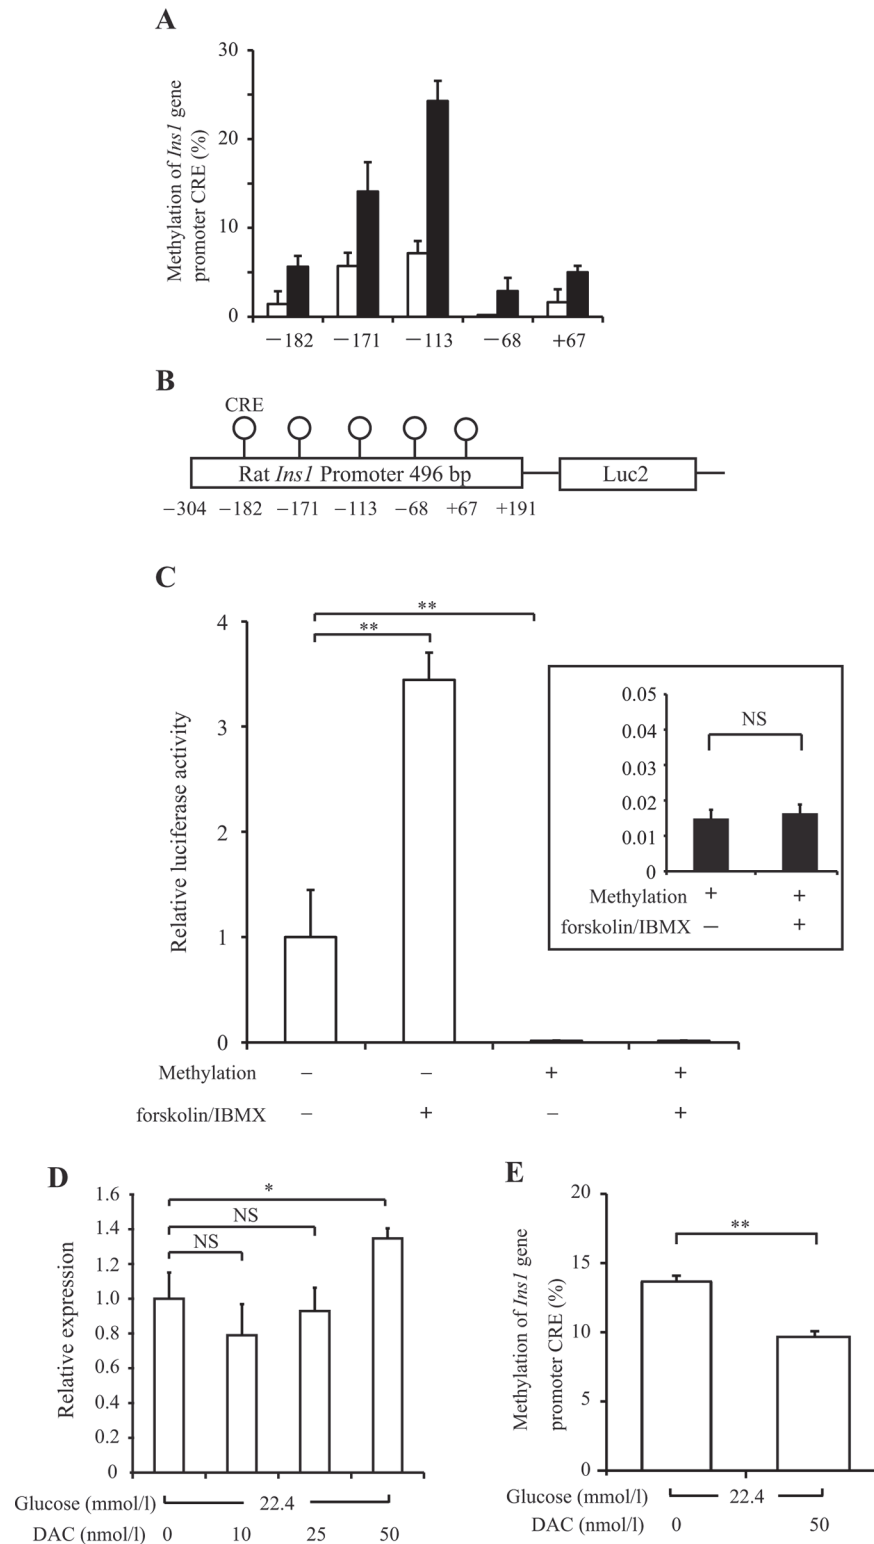 A
Methylation of Ins1 gene
promoter CRE (%)
30
20
10
0
−182 −171 −113 −68 +67
B
CRE
Rat Ins1 Promoter 496 bp
Luc2
−304 −182 −171 −113 −68 +67 +191
C
Relative luciferase activity
4
3
2
1
0
**
**
Methylation − − + +
forskolin/IBMX − + − +
0.05
0.04
0.03
0.02
0.01
0
NS
Methylation + +
forskolin/IBMX − +
D
Relative expression
1.6
1.4
1.2
1.0
0.8
0.6
0.4
0.2
0
*
NS
NS
Glucose (mmol/l) 22.4
DAC (nmol/l) 0 10 25 50
E
Methylation of Ins1 gene
promoter CRE (%)
20
15
10
5
0
**
Glucose (mmol/l) 22.4
DAC (nmol/l) 0 50